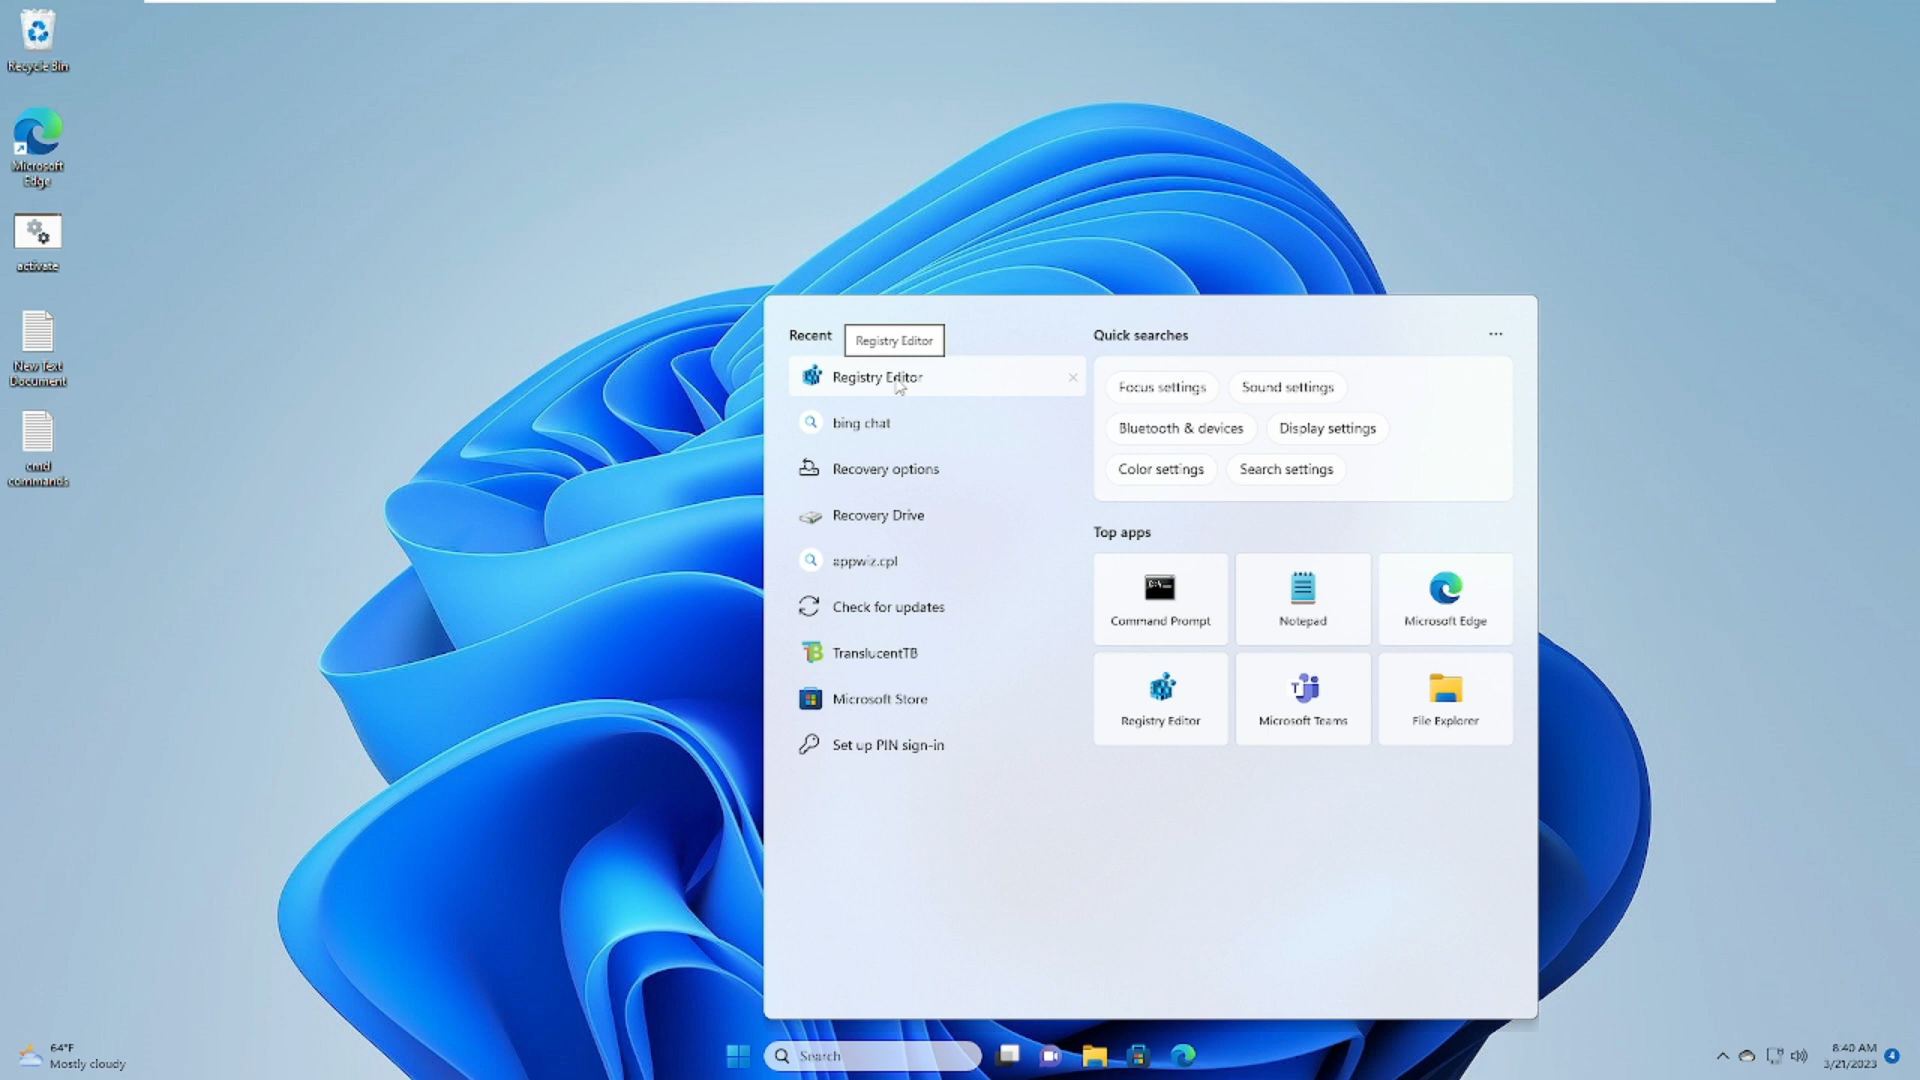 Recycle Bin
Microsoft
Edge
activate
New Text
Document
cmd
commands
Recent
Registry Editor
Registry Editor
bing chat
Recovery options
Recovery Drive
appwiz.cpl
Check for updates
TranslucentTB
Microsoft Store
Set up PIN sign-in
Quick searches
Focus settings
Sound settings
Bluetooth & devices
Display settings
Color settings
Search settings
Top apps
Command Prompt
Notepad
Microsoft Edge
Registry Editor
Microsoft Teams
File Explorer
64°F
Mostly cloudy
Search
8:40 AM
3/21/2023
4